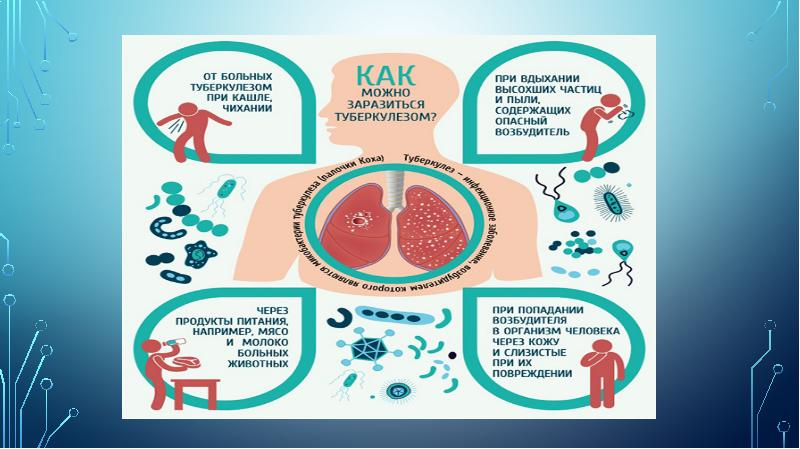 КАК
МОЖНО
ЗАРАЗИТЬСЯ
ТУБЕРКУЛЕЗОМ?
ОТ БОЛЬНЫХ
ТУБЕРКУЛЕЗОМ
ПРИ КАШЛЕ,
ЧИХАНИИ
ПРИ ВДЫХАНИИ
ВЫСОХШИХ ЧАСТИЦ
И ПЫЛИ,
СОДЕРЖАЩИХ
ОПАСНЫЙ
ВОЗБУДИТЕЛЬ
Туберкулез – инфекционное заболевание, возбудителем которого являются микобактерии туберкулеза (палочки Коха)
ЧЕРЕЗ
ПРОДУКТЫ ПИТАНИЯ,
НАПРИМЕР, МЯСО
И МОЛОКО
БОЛЬНЫХ
ЖИВОТНЫХ
ПРИ ПОПАДАНИИ
ВОЗБУДИТЕЛЯ
В ОРГАНИЗМ ЧЕЛОВЕКА
ЧЕРЕЗ КОЖУ
И СЛИЗИСТЫЕ
ПРИ ИХ
ПОВРЕЖДЕНИИ